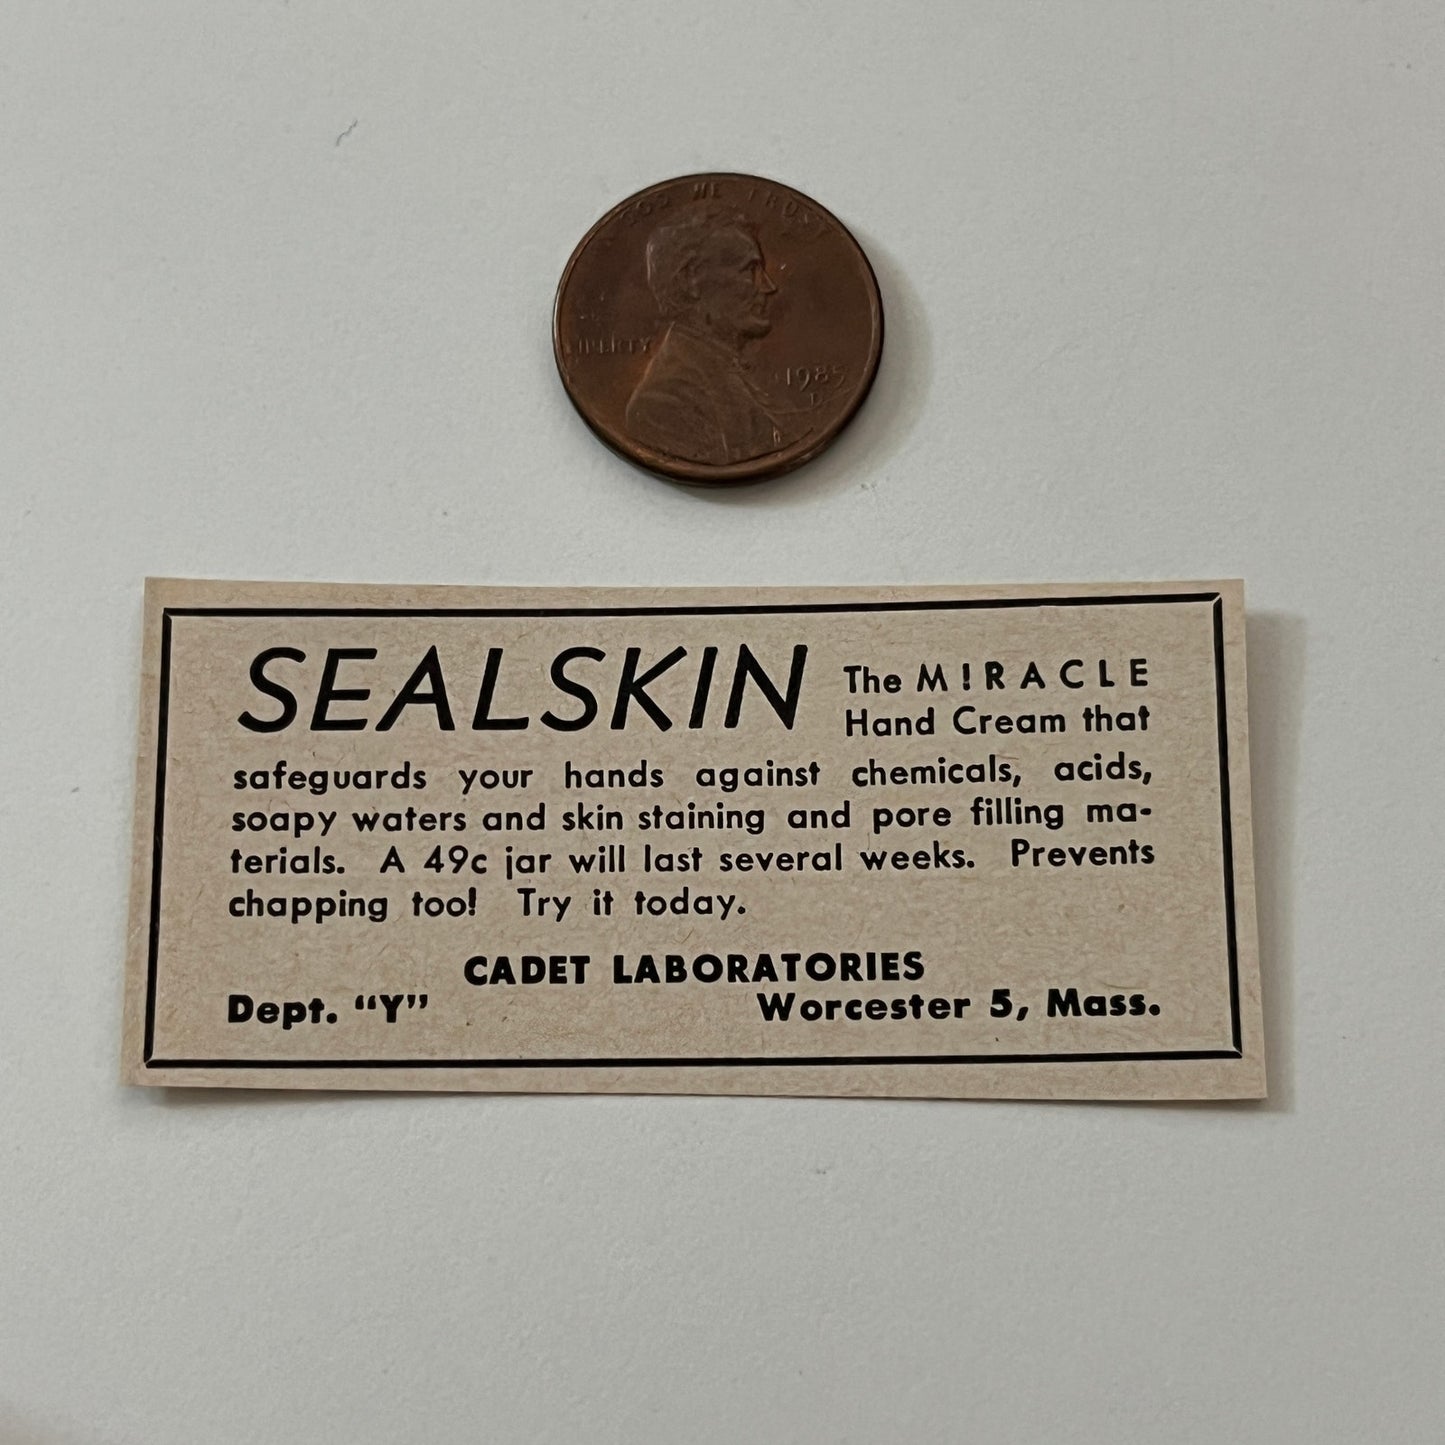 GOD WE TRUST
LIBERTY
1985
D
SEALSKIN The M!RACLE
Hand Cream that
safeguards your hands against chemicals, acids,
soapy waters and skin staining and pore filling ma-
terials. A 49c jar will last several weeks. Prevents
chapping too! Try it today.
CADET LABORATORIES
Dept. “Y” Worcester 5, Mass.